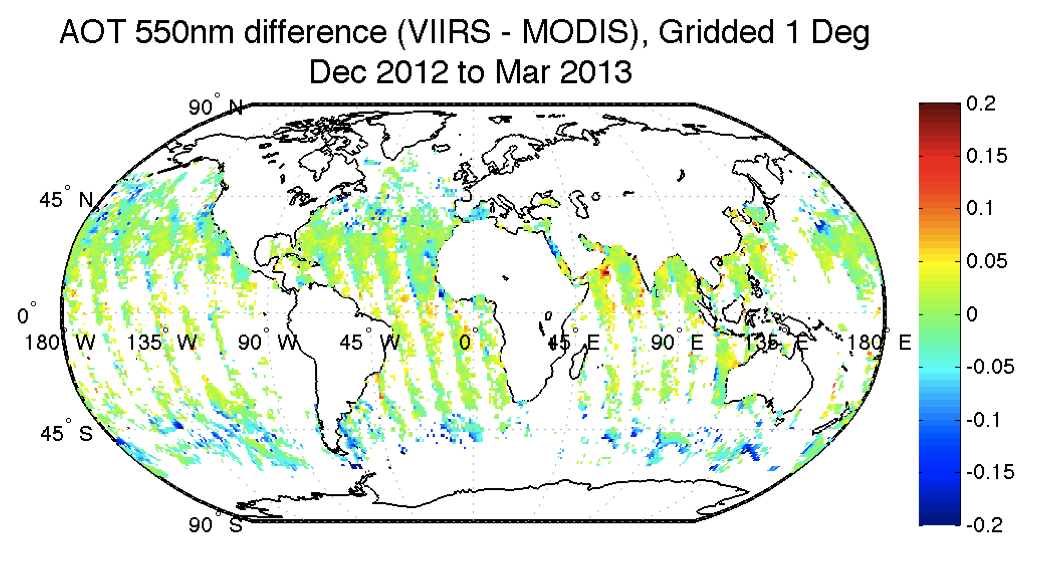 AOT 550nm difference (VIIRS - MODIS), Gridded 1 Deg
Dec 2012 to Mar 2013
90° N
45° N
0°
180° W 135° W 90° W 45° W 0° 45° E 90° E 135° E 180° E
45° S
90° S
0.2
0.15
0.1
0.05
0
-0.05
-0.1
-0.15
-0.2